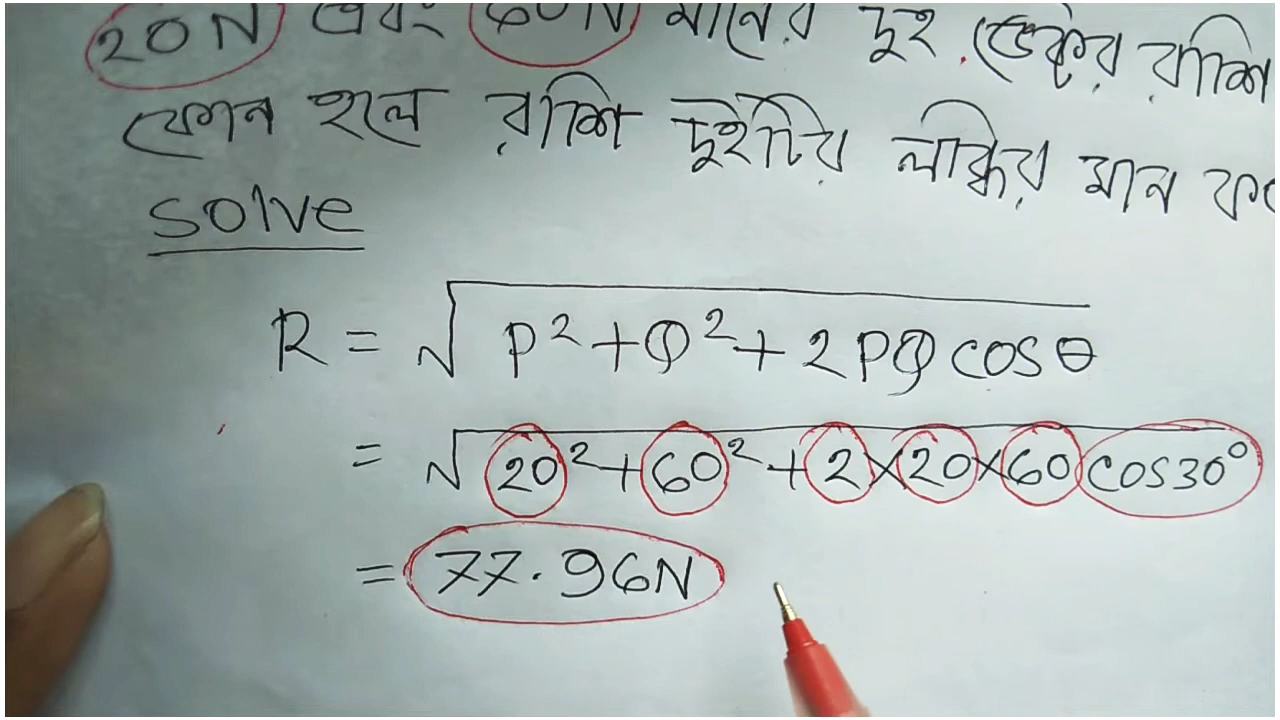 20N এবং 60N মানের দুই ভেক্টর রাশি
কোন হলে রাশি দুইটির লব্ধির মান কত
Solve
R = √P²+Q²+2PQ cosθ
= √20²+60²+2×20×60 cos30°
= 77.96N